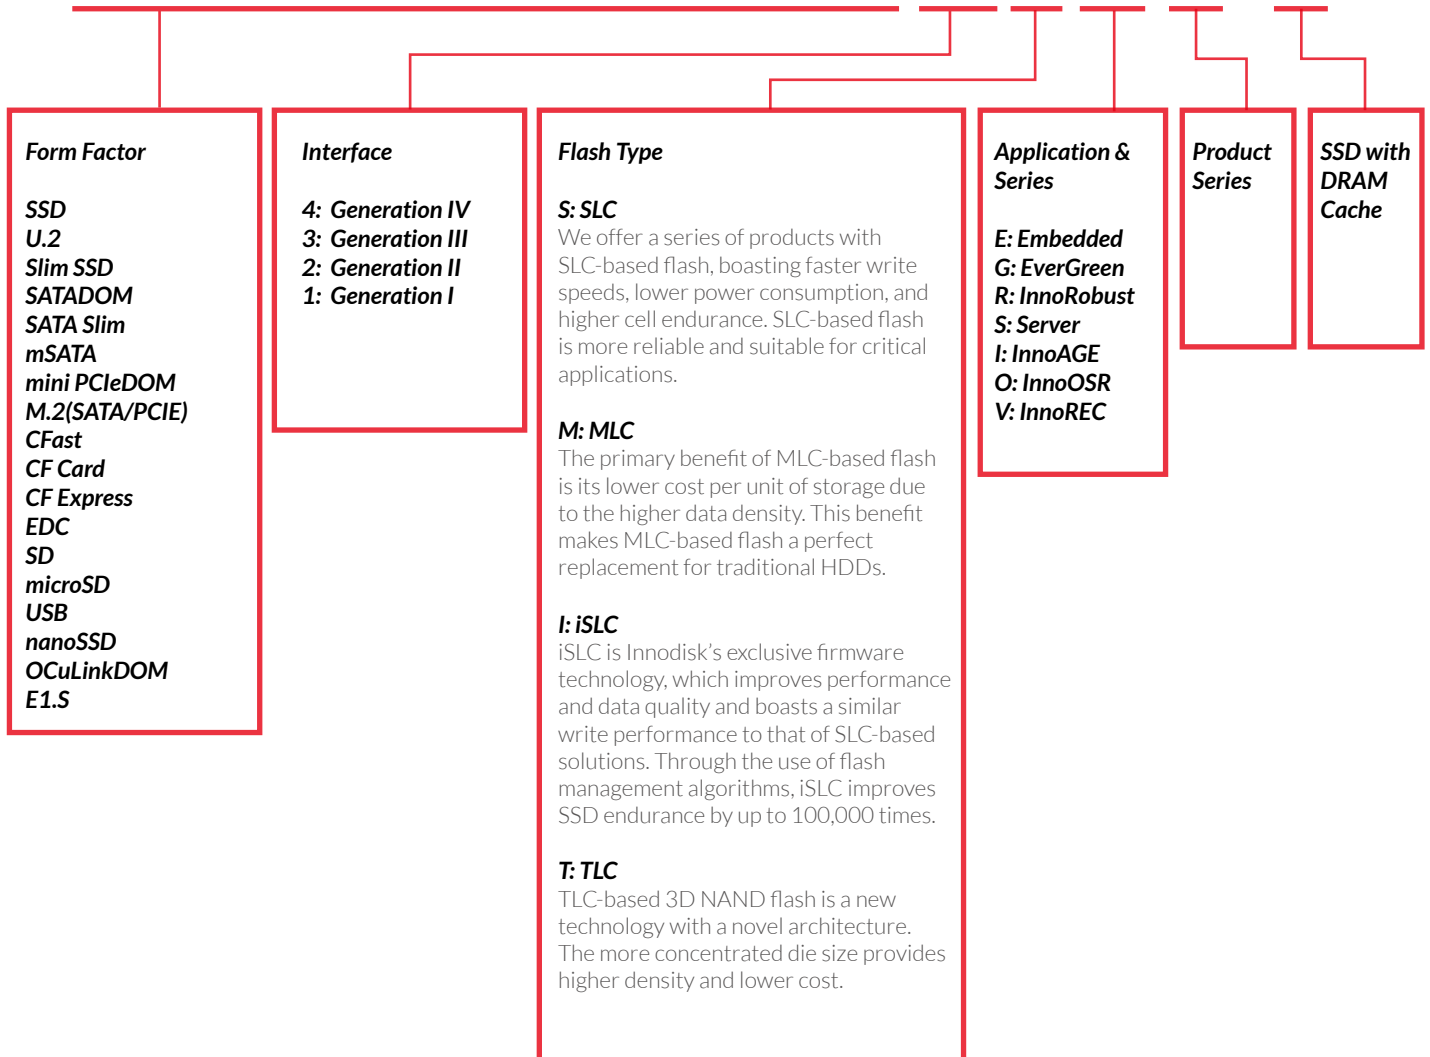 Form Factor
SSD
U.2
Slim SSD
SATADOM
SATA Slim
mSATA
mini PCIeDOM
M.2(SATA/PCIE)
CFast
CF Card
CF Express
EDC
SD
microSD
USB
nanoSSD
OCuLinkDOM
E1.S
Interface
4: Generation IV
3: Generation III
2: Generation II
1: Generation I
Flash Type
S: SLC
We offer a series of products with
SLC-based flash, boasting faster write
speeds, lower power consumption, and
higher cell endurance. SLC-based flash
is more reliable and suitable for critical
applications.
M: MLC
The primary benefit of MLC-based flash
is its lower cost per unit of storage due
to the higher data density. This benefit
makes MLC-based flash a perfect
replacement for traditional HDDs.
I: iSLC
iSLC is Innodisk’s exclusive firmware
technology, which improves performance
and data quality and boasts a similar
write performance to that of SLC-based
solutions. Through the use of flash
management algorithms, iSLC improves
SSD endurance by up to 100,000 times.
T: TLC
TLC-based 3D NAND flash is a new
technology with a novel architecture.
The more concentrated die size provides
higher density and lower cost.
Application &
Series
E: Embedded
G: EverGreen
R: InnoRobust
S: Server
I: InnoAGE
O: InnoOSR
V: InnoREC
Product
Series
SSD with
DRAM
Cache